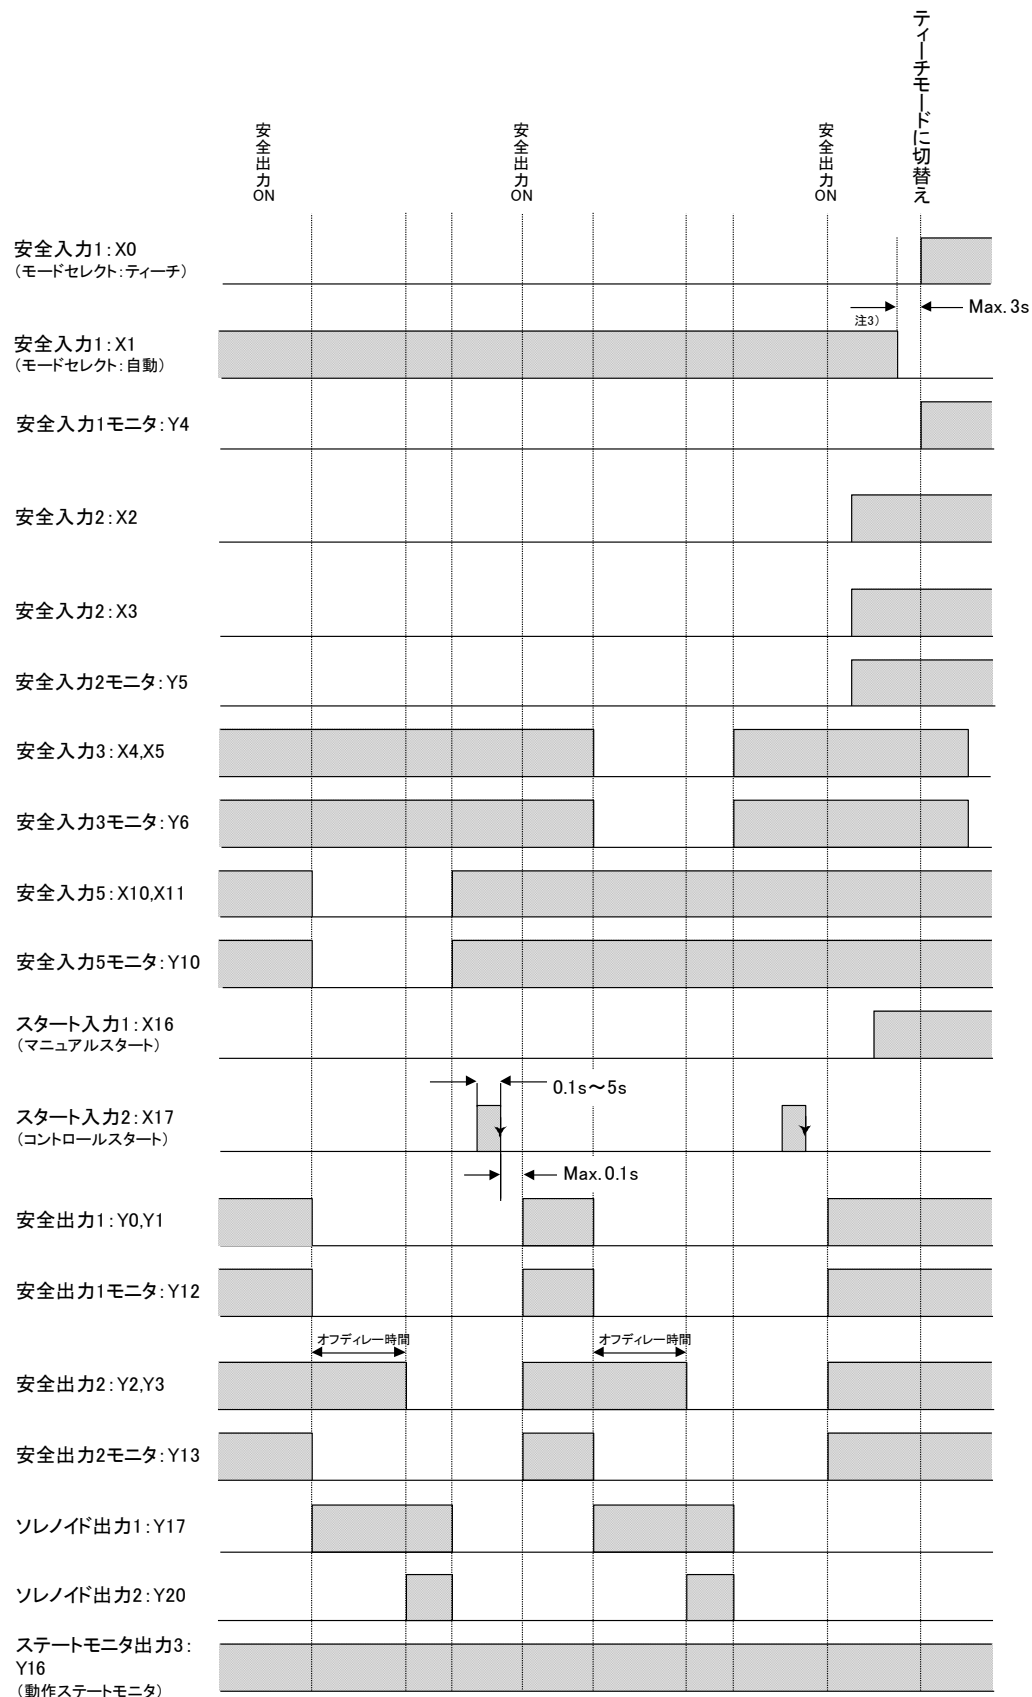 ティーチモードに切替え
安全出力ON
安全出力ON
安全出力ON
安全入力1:X0
(モードセレクト:ティーチ)
Max.3s
注3)
安全入力1:X1
(モードセレクト:自動)
安全入力1モニタ:Y4
安全入力2:X2
安全入力2:X3
安全入力2モニタ:Y5
安全入力3:X4,X5
安全入力3モニタ:Y6
安全入力5:X10,X11
安全入力5モニタ:Y10
スタート入力1:X16
(マニュアルスタート)
0.1s~5s
スタート入力2:X17
(コントロールスタート)
Max.0.1s
安全出力1:Y0,Y1
安全出力1モニタ:Y12
オフディレー時間
オフディレー時間
安全出力2:Y2,Y3
安全出力2モニタ:Y13
ソレノイド出力1:Y17
ソレノイド出力2:Y20
ステートモニタ出力3:
Y16
(動作ステートモニタ)